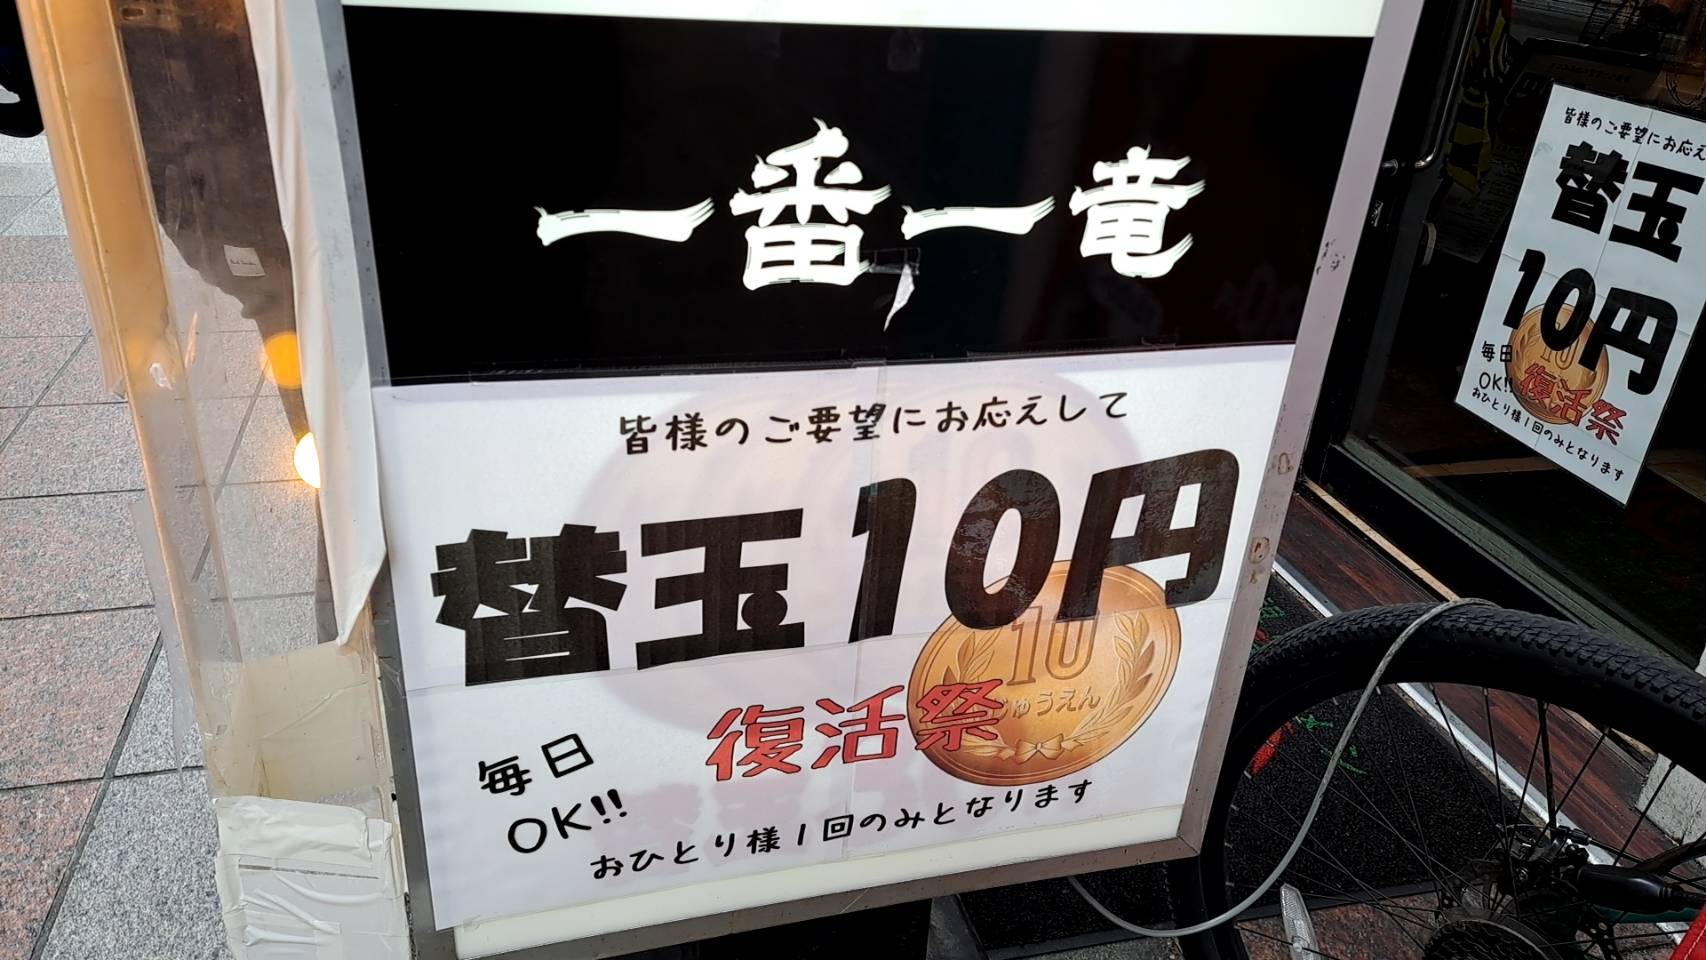 一番一竜
皆様のご要望にお応えして
替玉10円
10
じゅうえん
復活祭
毎日
OK!!
おひとり様1回のみとなります
皆様のご要望にお応え
替玉
10円
10
毎日
OK!!
復活祭
おひとり様1回のみとなります